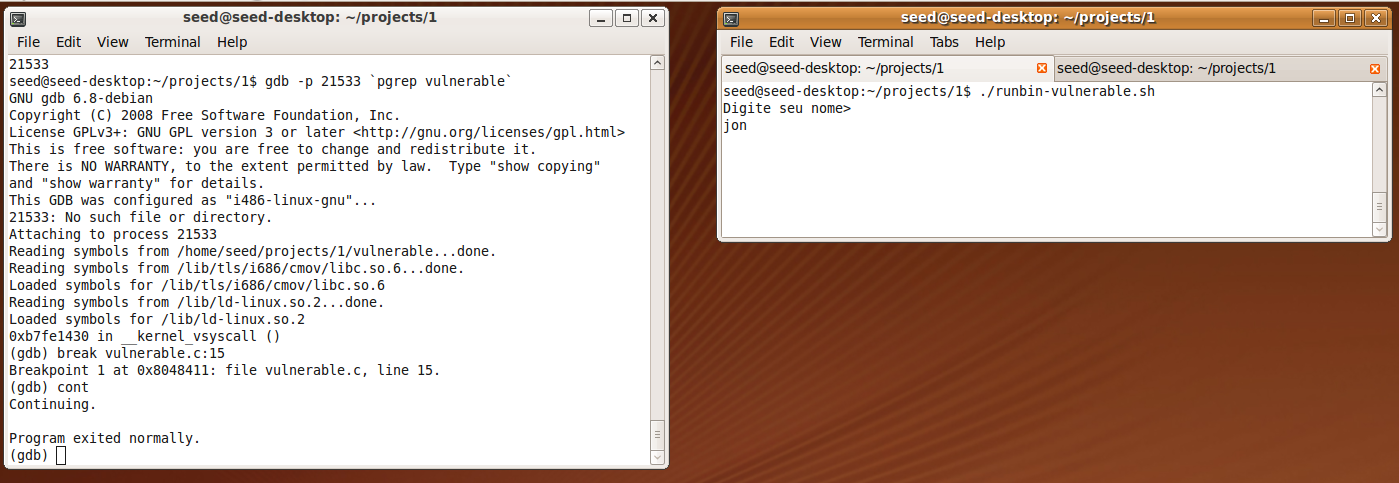 seed@seed-desktop: ~/projects/1
File Edit View Terminal Help
21533
seed@seed-desktop:~/projects/1$ gdb -p 21533 `pgrep vulnerable`
GNU gdb 6.8-debian
Copyright (C) 2008 Free Software Foundation, Inc.
License GPLv3+: GNU GPL version 3 or later <http://gnu.org/licenses/gpl.html>
This is free software: you are free to change and redistribute it.
There is NO WARRANTY, to the extent permitted by law.  Type "show copying"
and "show warranty" for details.
This GDB was configured as "i486-linux-gnu"...
21533: No such file or directory.
Attaching to process 21533
Reading symbols from /home/seed/projects/1/vulnerable...done.
Reading symbols from /lib/tls/i686/cmov/libc.so.6...done.
Loaded symbols for /lib/tls/i686/cmov/libc.so.6
Reading symbols from /lib/ld-linux.so.2...done.
Loaded symbols for /lib/ld-linux.so.2
0xb7fe1430 in __kernel_vsyscall ()
(gdb) break vulnerable.c:15
Breakpoint 1 at 0x8048411: file vulnerable.c, line 15.
(gdb) cont
Continuing.
Program exited normally.
(gdb)
seed@seed-desktop: ~/projects/1
File Edit View Terminal Tabs Help
seed@seed-desktop: ~/projects/1
seed@seed-desktop: ~/projects/1
seed@seed-desktop:~/projects/1$ ./runbin-vulnerable.sh
Digite seu nome>
jon